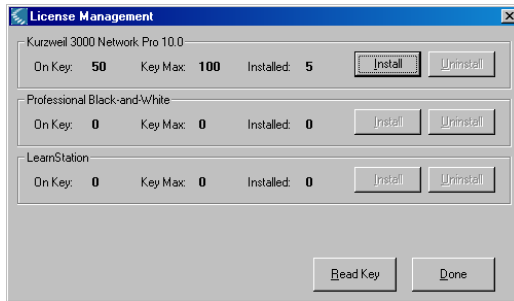 License Management
Kurzweil 3000 Network Pro 10.0
On Key: 50 Key Max: 100 Installed: 5 Install Uninstall
Professional Black-and-White
On Key: 0 Key Max: 0 Installed: 0 Install Uninstall
LearnStation
On Key: 0 Key Max: 0 Installed: 0 Install Uninstall
Read Key Done